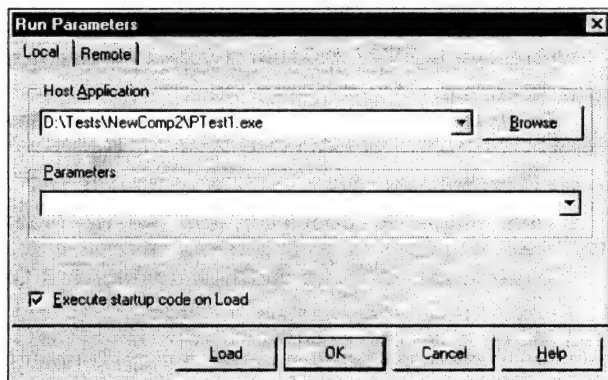 Run Parameters
Local Remote
Host Application
D:\Tests\NewComp2\PTest1.exe Browse
Parameters
Execute startup code on Load
Load OK Cancel Help